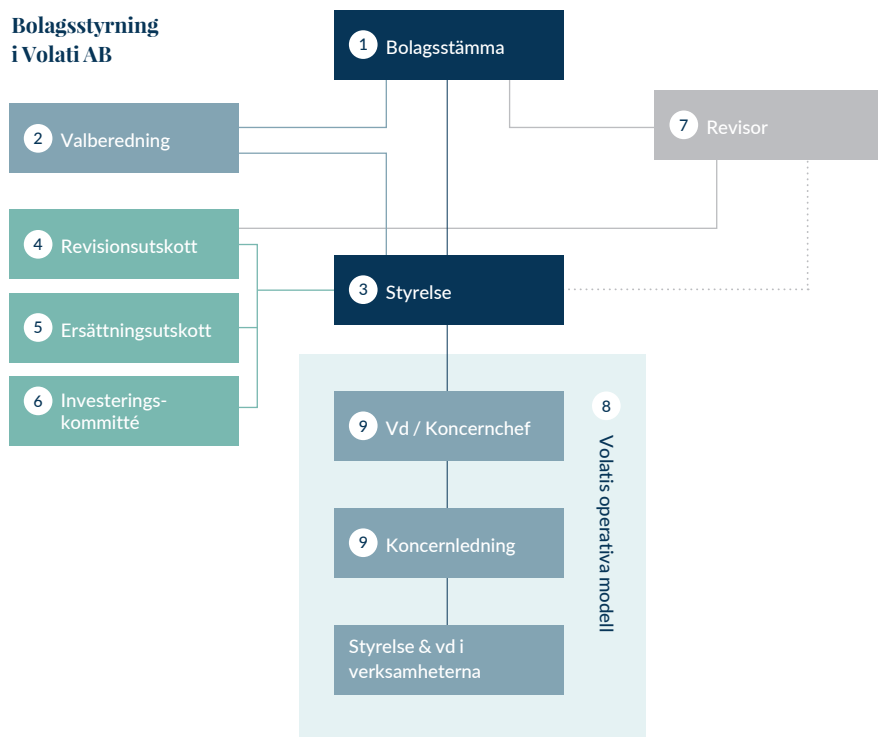 Bolagsstyrning
i Volati AB
1 Bolagsstämma
2 Valberedning
7 Revisor
4 Revisionsutskott
3 Styrelse
5 Ersättningsutskott
6 Investerings-
kommitté
8 Volatis operativa modell
9 Vd / Koncernchef
9 Koncernledning
Styrelse & vd i
verksamheterna